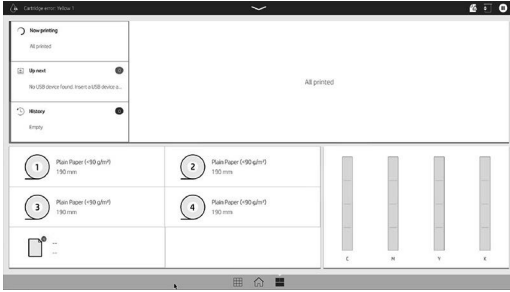 Cartridge error: Yellow 1
Now printing
All printed
Up next
0
No USB device found. Insert a USB device a...
History
0
Empty
All printed
1
Plain Paper (<90 g/m²)
190 mm
2
Plain Paper (<90 g/m²)
190 mm
3
Plain Paper (<90 g/m²)
190 mm
4
Plain Paper (<90 g/m²)
190 mm
---
---
C
M
Y
K